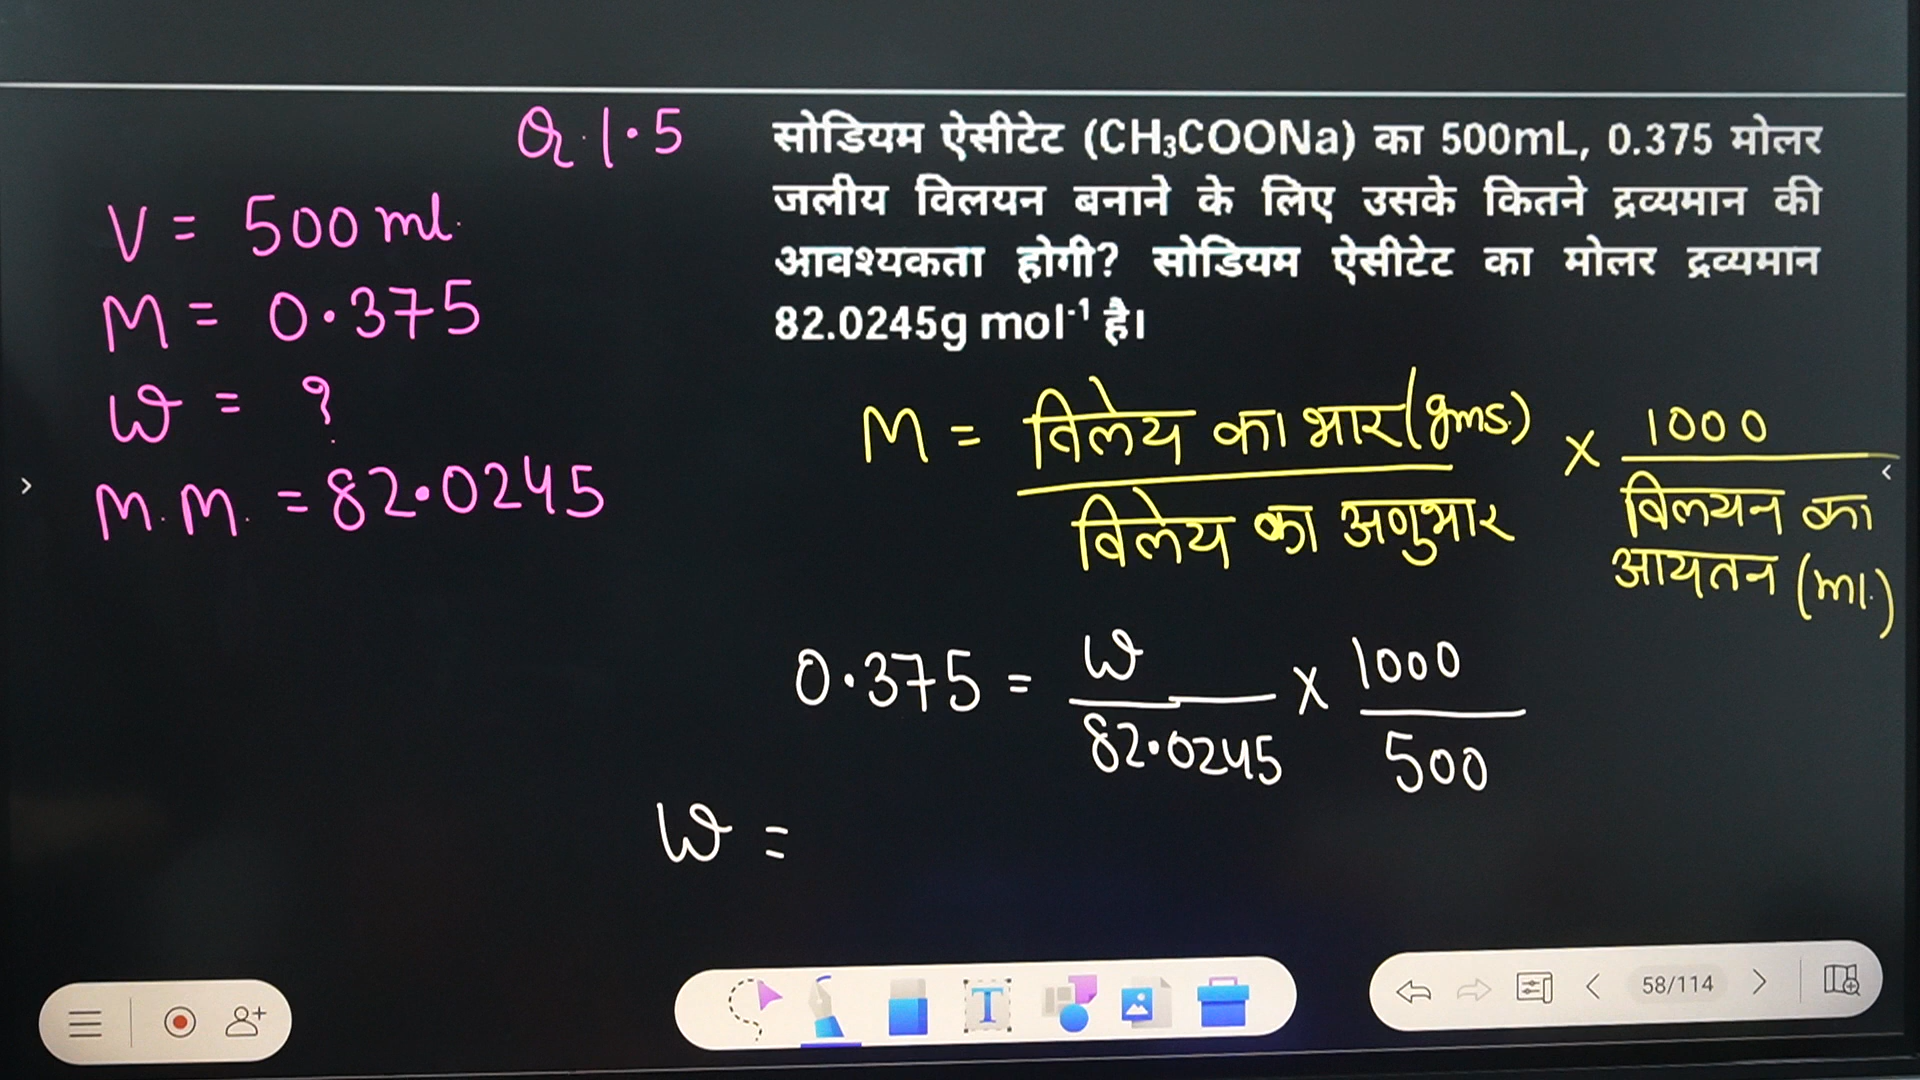 Q.1.5
सोडियम ऐसीटेट (CH₃COONa) का 500mL, 0.375 मोलर
जलीय विलयन बनाने के लिए उसके कितने द्रव्यमान की
आवश्यकता होगी? सोडियम ऐसीटेट का मोलर द्रव्यमान
82.0245g mol⁻¹ है।
V = 500 ml.
M = 0.375
W = ?
M.M. = 82.0245
M = विलेय का भार (gms.) / विलेय का अणुभार × 1000 / विलयन का
आयतन (ml.)
0.375 = W / 82.0245 × 1000 / 500
W =
T
58/114